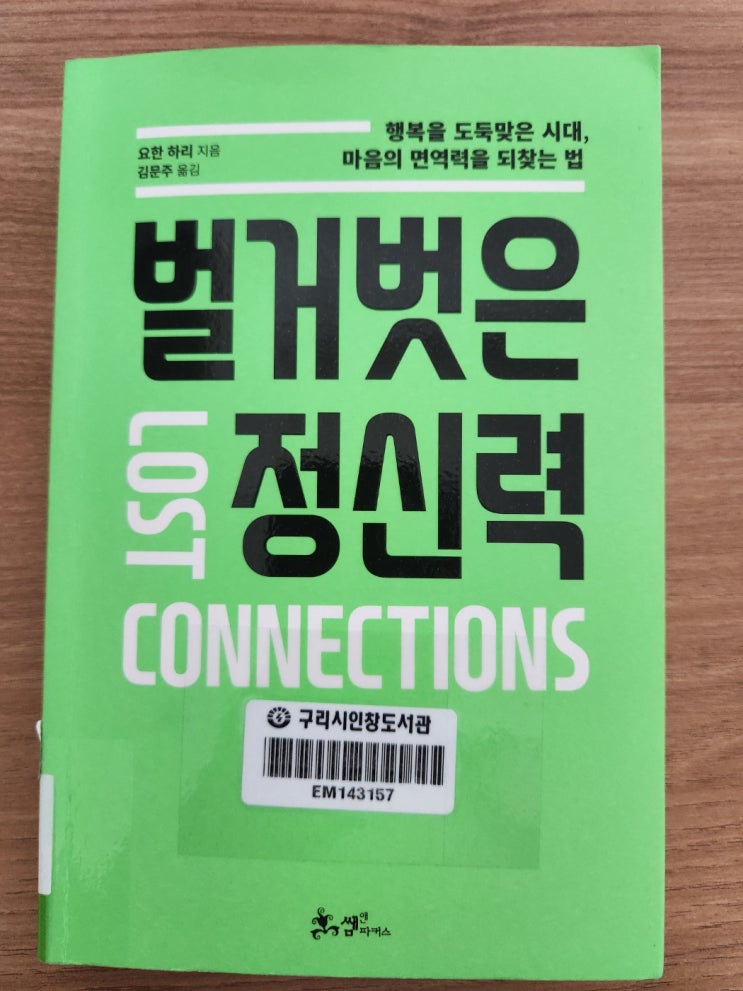 행복을 도둑맞은 시대,
마음의 면역력을 되찾는 법
요한 하리 지음
김문주 옮김
벌거벗은
정신력
LOST
CONNECTIONS
구리시인창도서관
EM143157
쌤앤파커스